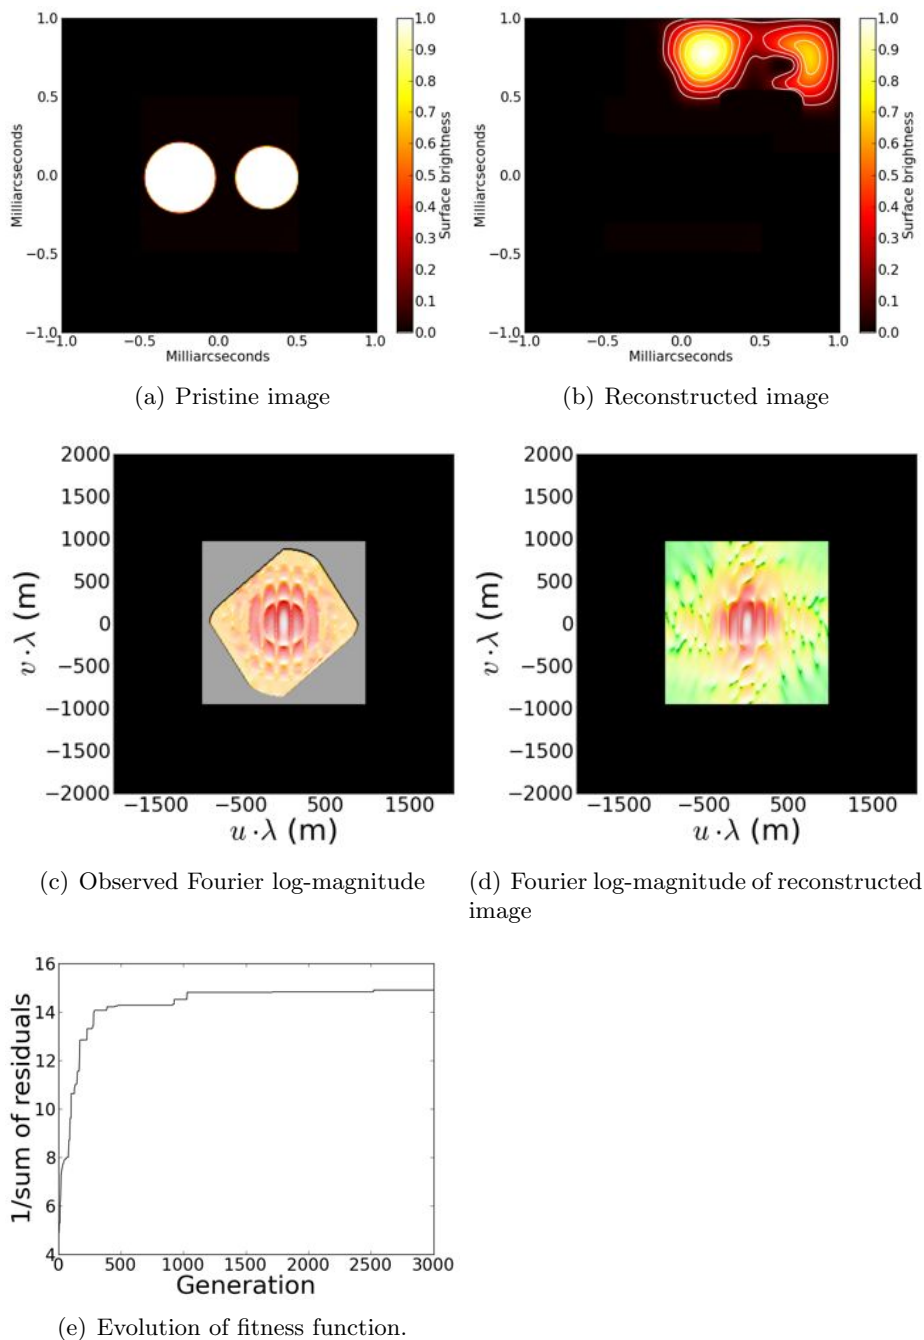 1.0
0.5
0.0
−0.5
−1.0
Milliarcseconds
−1.0 −0.5 0.0 0.5 1.0
Milliarcseconds
1.0
0.9
0.8
0.7
0.6
0.5
0.4
0.3
0.2
0.1
0.0
Surface brightness
(a) Pristine image
1.0
0.5
0.0
−0.5
−1.0
Milliarcseconds
−1.0 −0.5 0.0 0.5 1.0
Milliarcseconds
1.0
0.9
0.8
0.7
0.6
0.5
0.4
0.3
0.2
0.1
0.0
Surface brightness
(b) Reconstructed image
2000
1500
1000
500
0
−500
−1000
−1500
−2000
v·λ (m)
−1500 −500 500 1500
u·λ (m)
(c) Observed Fourier log-magnitude
2000
1500
1000
500
0
−500
−1000
−1500
−2000
v·λ (m)
−1500 −500 500 1500
u·λ (m)
(d) Fourier log-magnitude of reconstructed
image
16
14
12
10
8
6
4
1/sum of residuals
0 500 1000 1500 2000 2500 3000
Generation
(e) Evolution of fitness function.